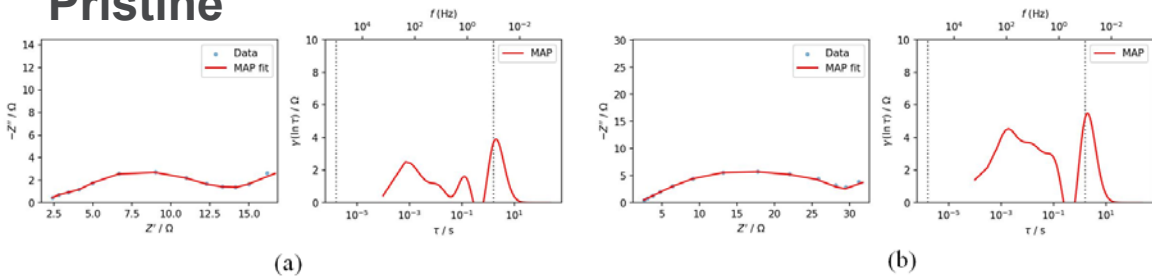 Pristine
f (Hz)
10⁴ 10² 10⁰ 10⁻²
14
12
10
8
6
4
2
0
-Z'' / Ω
Data
MAP fit
2.5 5.0 7.5 10.0 12.5 15.0
Z' / Ω
10
8
6
4
2
0
γ(ln τ) / Ω
MAP
10⁻⁵ 10⁻³ 10⁻¹ 10¹
τ / s
(a)
30
25
20
15
10
5
0
-Z'' / Ω
Data
MAP fit
5 10 15 20 25 30
Z' / Ω
f (Hz)
10⁴ 10² 10⁰ 10⁻²
10
8
6
4
2
0
γ(ln τ) / Ω
MAP
10⁻⁵ 10⁻³ 10⁻¹ 10¹
τ / s
(b)